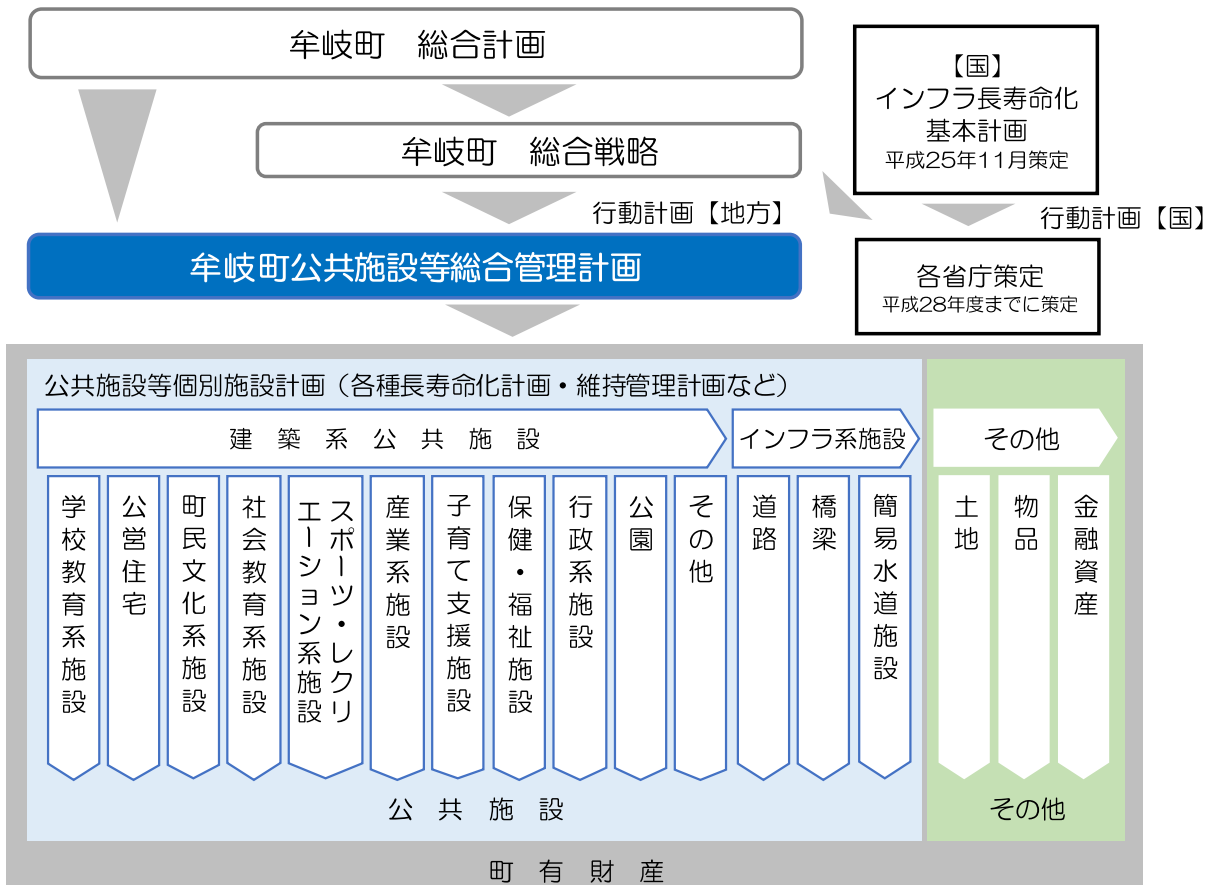 牟岐町　総合計画
牟岐町　総合戦略
行動計画【地方】
牟岐町公共施設等総合管理計画
【国】
インフラ長寿命化
基本計画
平成25年11月策定
行動計画【国】
各省庁策定
平成28年度までに策定
公共施設等個別施設計画（各種長寿命化計画・維持管理計画など）
建築系公共施設
インフラ系施設
その他
学校教育系施設
公営住宅
町民文化系施設
社会教育系施設
スポーツ・レクリ
エーション系施設
産業系施設
子育て支援施設
保健・福祉施設
行政系施設
公園
その他
道路
橋梁
簡易水道施設
土地
物品
金融資産
公共施設
その他
町有財産